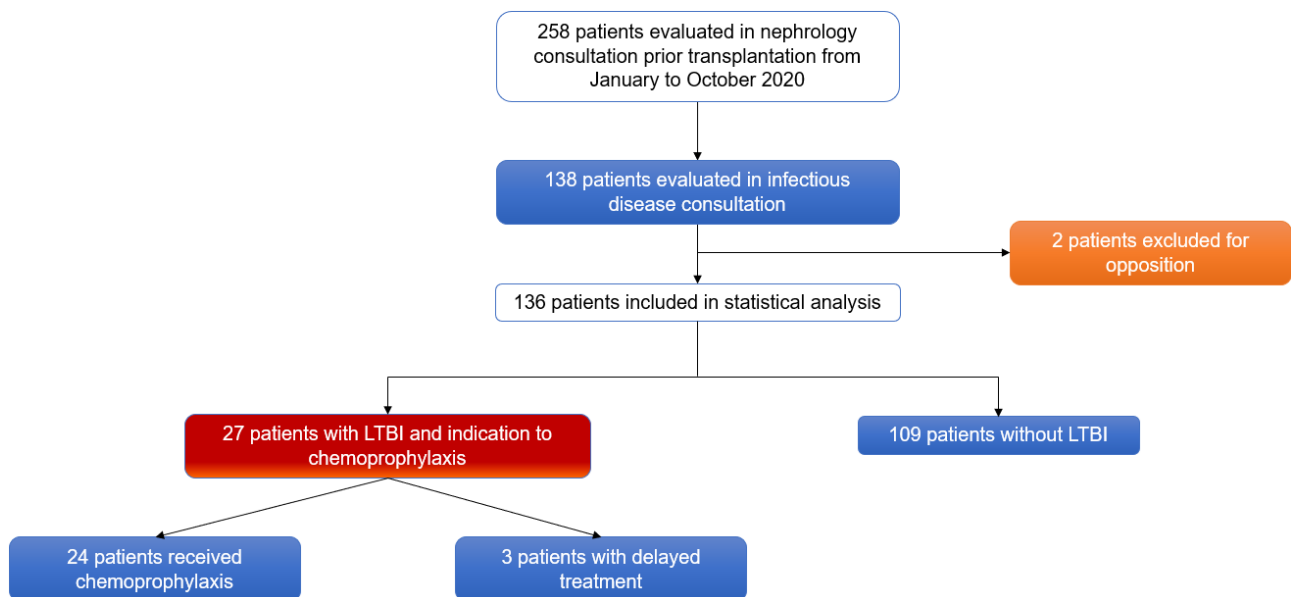 258 patients evaluated in nephrology
consultation prior transplantation from
January to October 2020
138 patients evaluated in infectious
disease consultation
2 patients excluded for
opposition
136 patients included in statistical analysis
27 patients with LTBI and indication to
chemoprophylaxis
109 patients without LTBI
24 patients received
chemoprophylaxis
3 patients with delayed
treatment